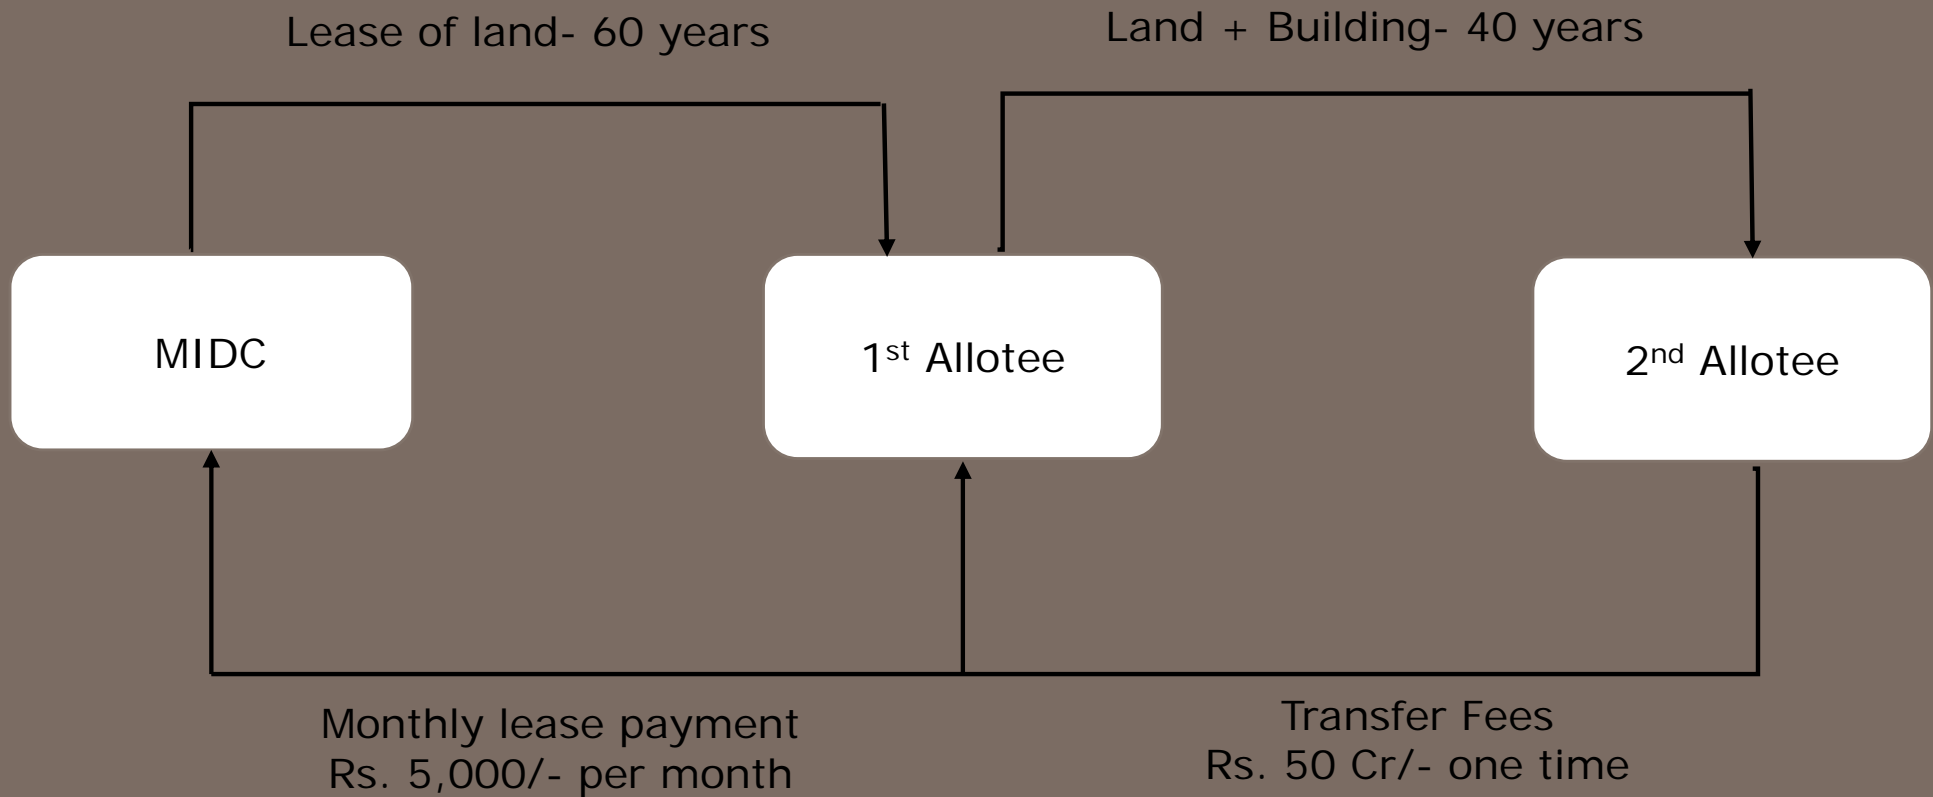 Lease of land- 60 years
Land + Building- 40 years
MIDC
1st Allotee
2nd Allotee
Monthly lease payment
Rs. 5,000/- per month
Transfer Fees
Rs. 50 Cr/- one time